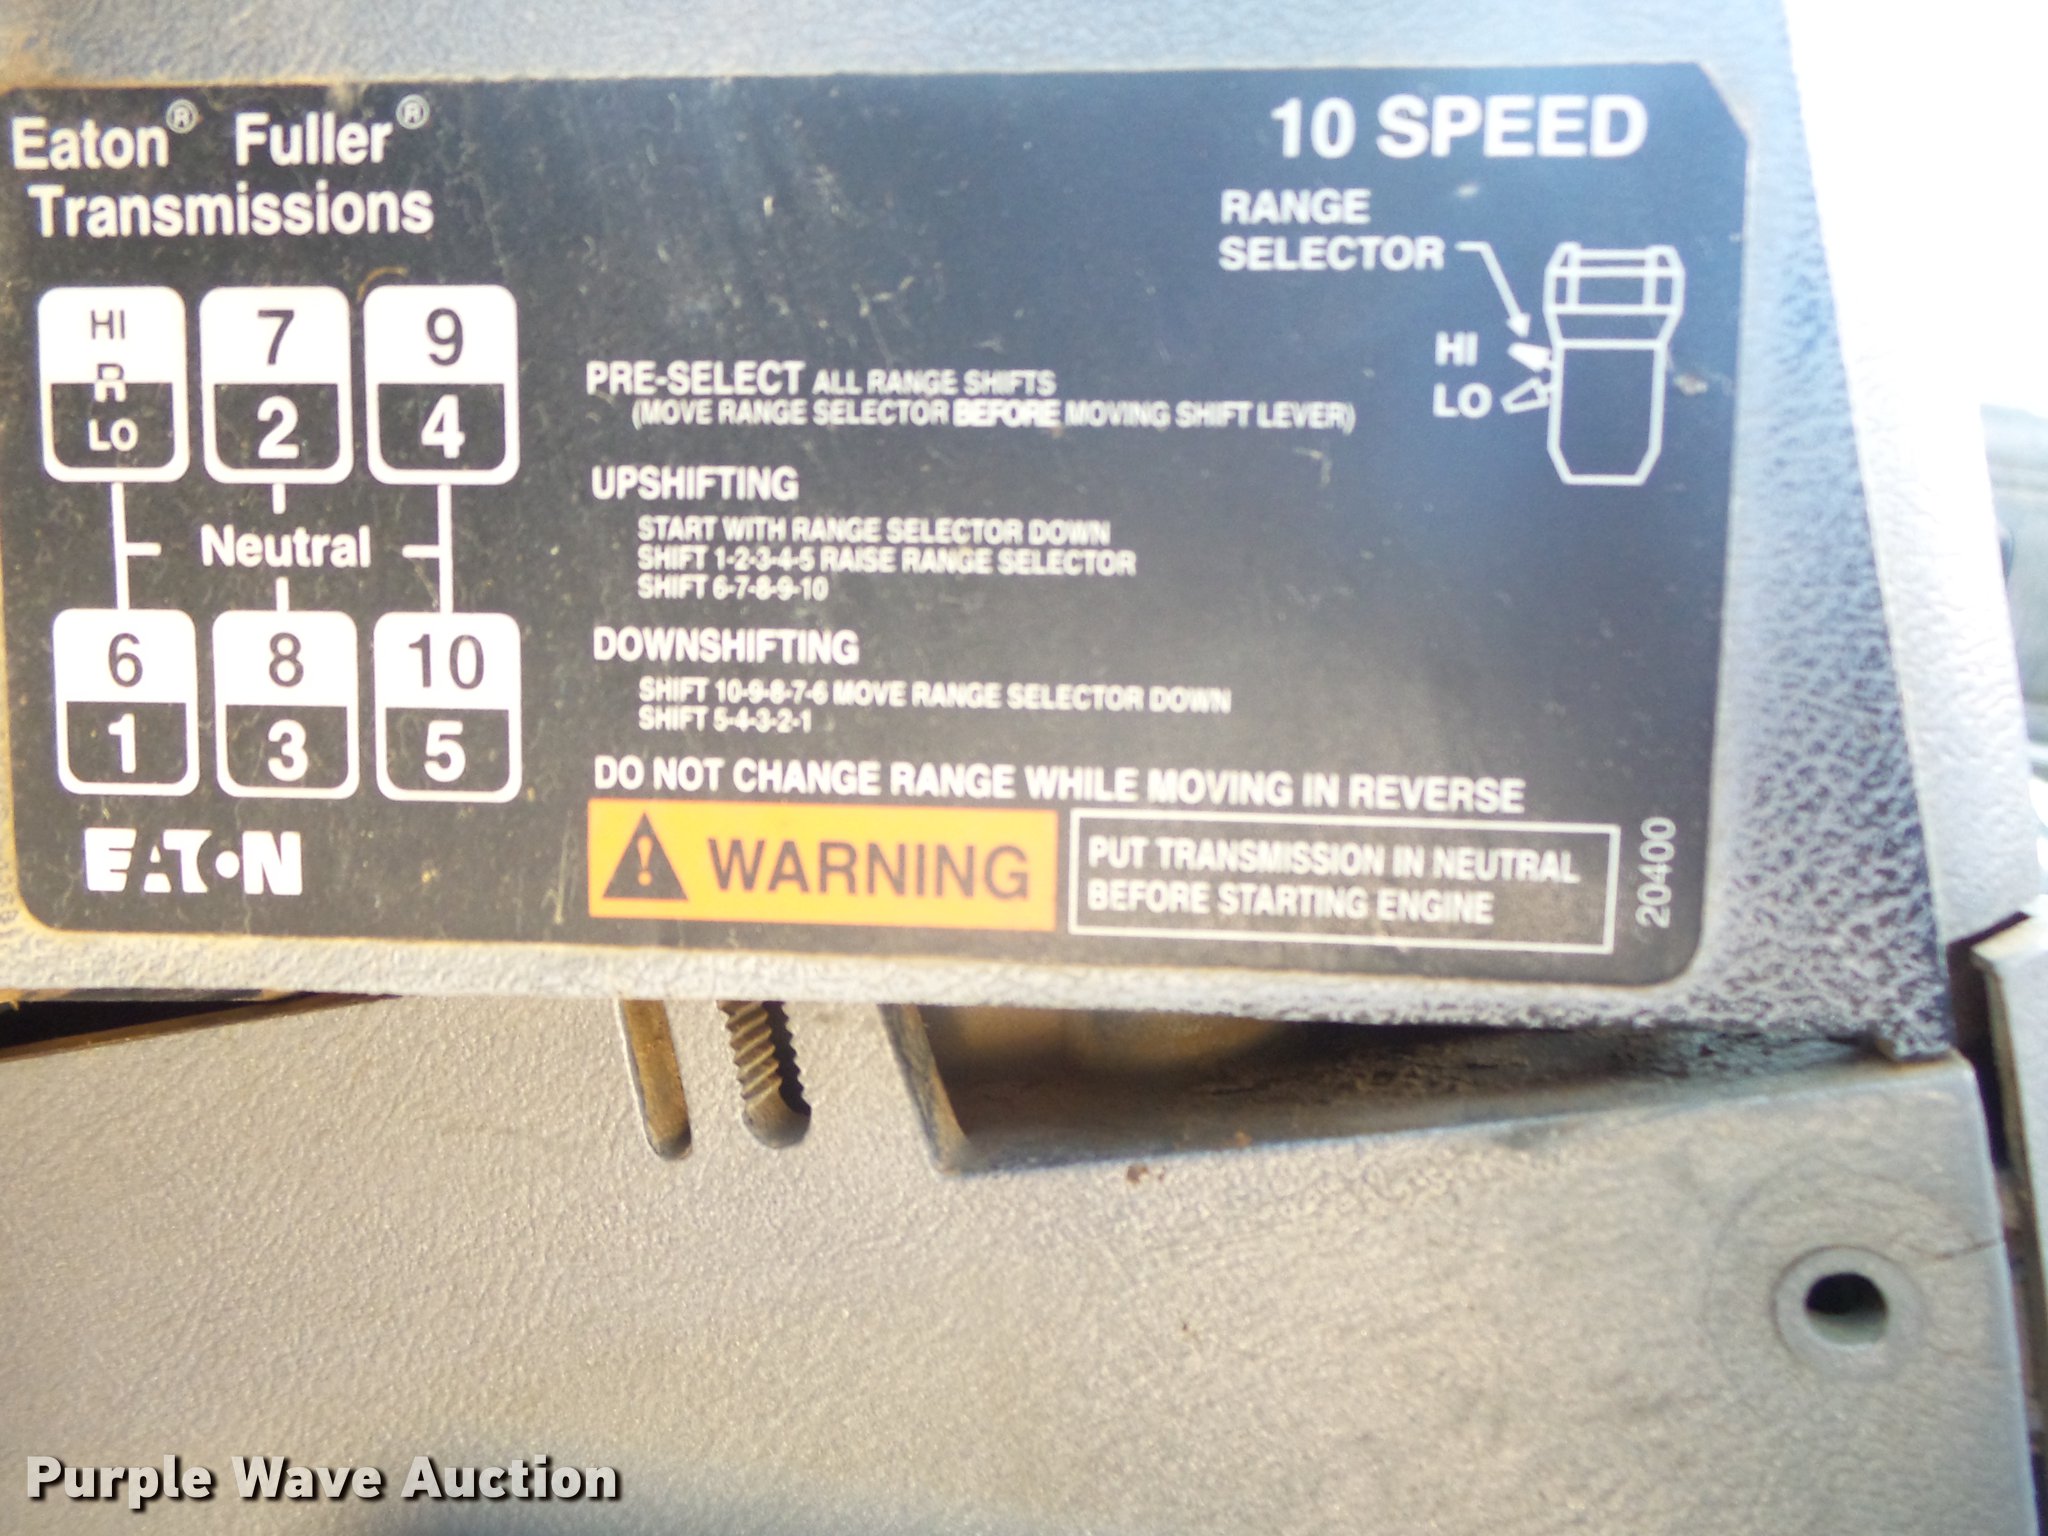 Eaton® Fuller®
Transmissions
10 SPEED
RANGE
SELECTOR
HI
LO
HI
R
LO
7
2
9
4
Neutral
6
1
8
3
10
5
EATON
PRE-SELECT ALL RANGE SHIFTS
(MOVE RANGE SELECTOR BEFORE MOVING SHIFT LEVER)
UPSHIFTING
START WITH RANGE SELECTOR DOWN
SHIFT 1-2-3-4-5 RAISE RANGE SELECTOR
SHIFT 6-7-8-9-10
DOWNSHIFTING
SHIFT 10-9-8-7-6 MOVE RANGE SELECTOR DOWN
SHIFT 5-4-3-2-1
DO NOT CHANGE RANGE WHILE MOVING IN REVERSE
! WARNING
PUT TRANSMISSION IN NEUTRAL
BEFORE STARTING ENGINE
20400
Purple Wave Auction